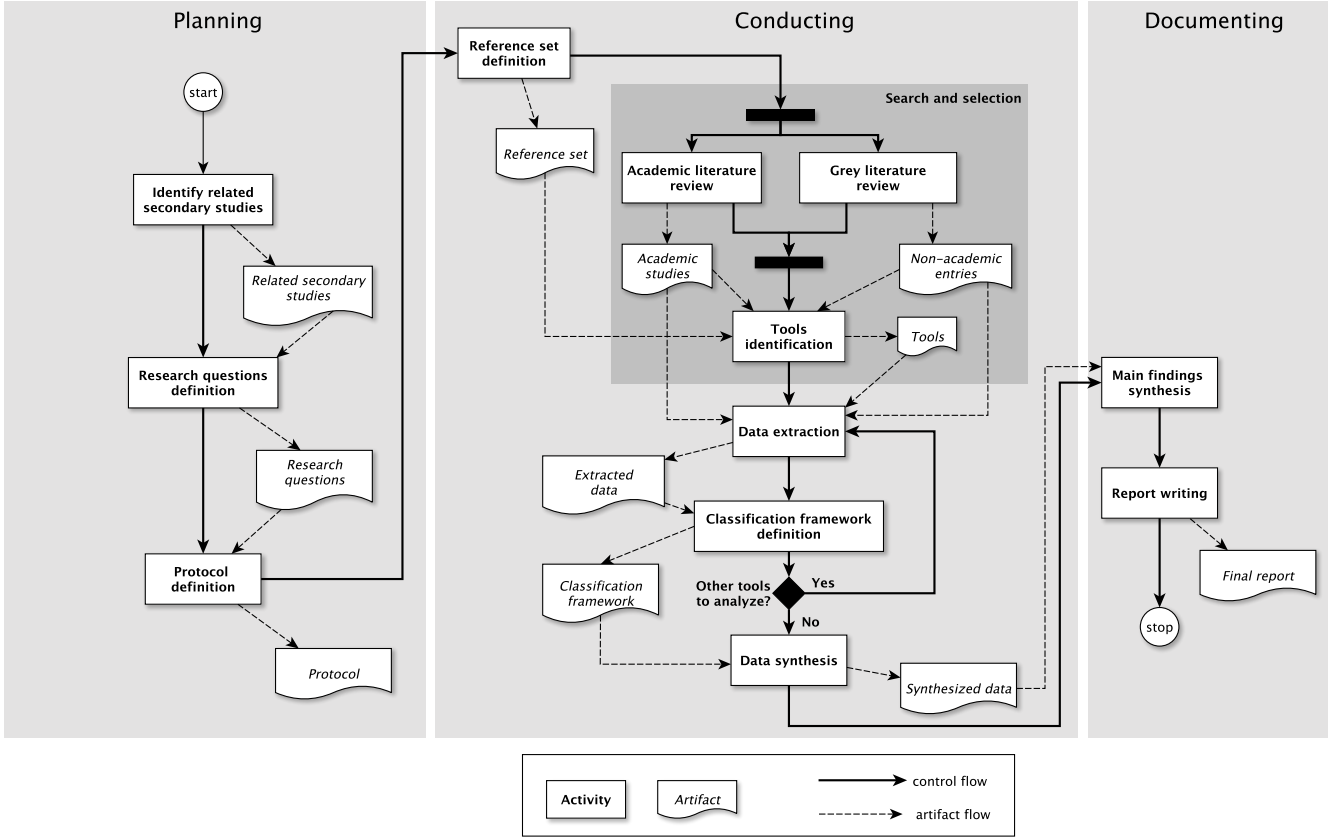 Planning
start
Identify related
secondary studies
Related secondary
studies
Research questions
definition
Research
questions
Protocol
definition
Protocol
Conducting
Reference set
definition
Reference set
Search and selection
Academic literature
review
Grey literature
review
Academic
studies
Non-academic
entries
Tools
identification
Tools
Data extraction
Extracted
data
Classification framework
definition
Classification
framework
Other tools
to analyze?
Yes
No
Data synthesis
Synthesized data
Documenting
Main findings
synthesis
Report writing
Final report
stop
Activity
Artifact
control flow
artifact flow